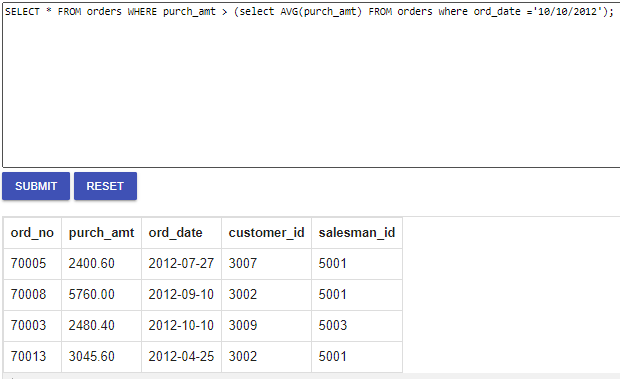 SELECT * FROM orders WHERE purch_amt > (select AVG(purch_amt) FROM orders where ord_date ='10/10/2012');
SUBMIT RESET
ord_no purch_amt ord_date customer_id salesman_id
70005 2400.60 2012-07-27 3007 5001
70008 5760.00 2012-09-10 3002 5001
70003 2480.40 2012-10-10 3009 5003
70013 3045.60 2012-04-25 3002 5001